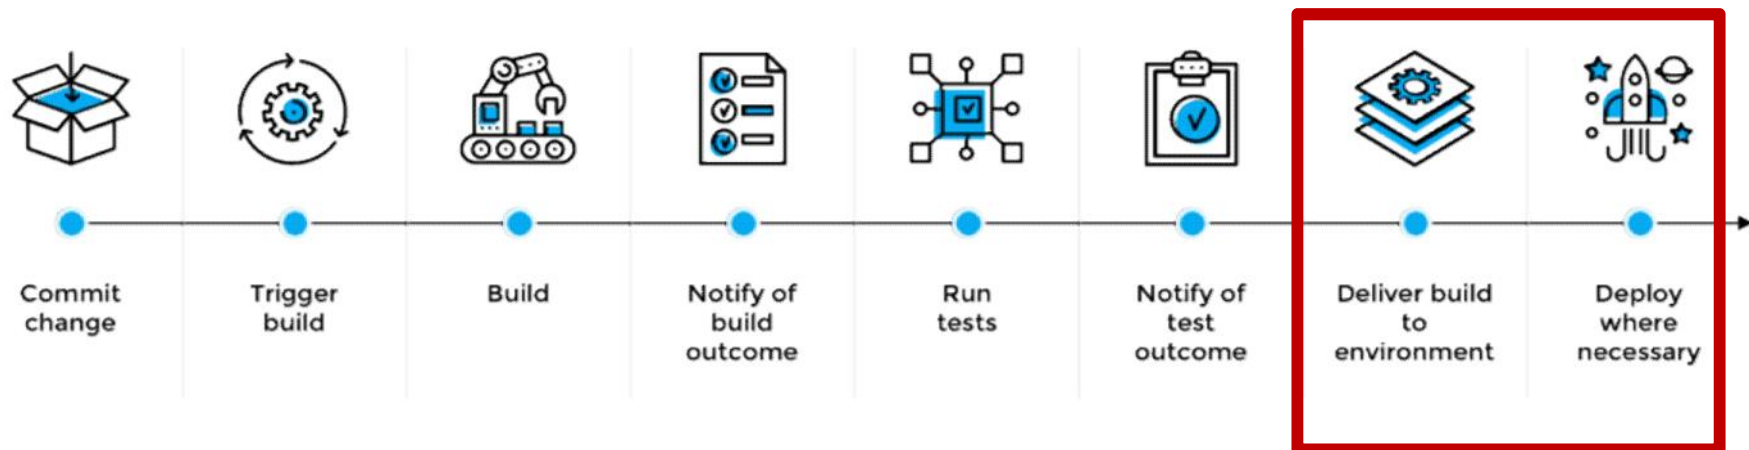 Commit
change
Trigger
build
Build
Notify of
build
outcome
Run
tests
Notify of
test
outcome
Deliver build
to
environment
Deploy
where
necessary